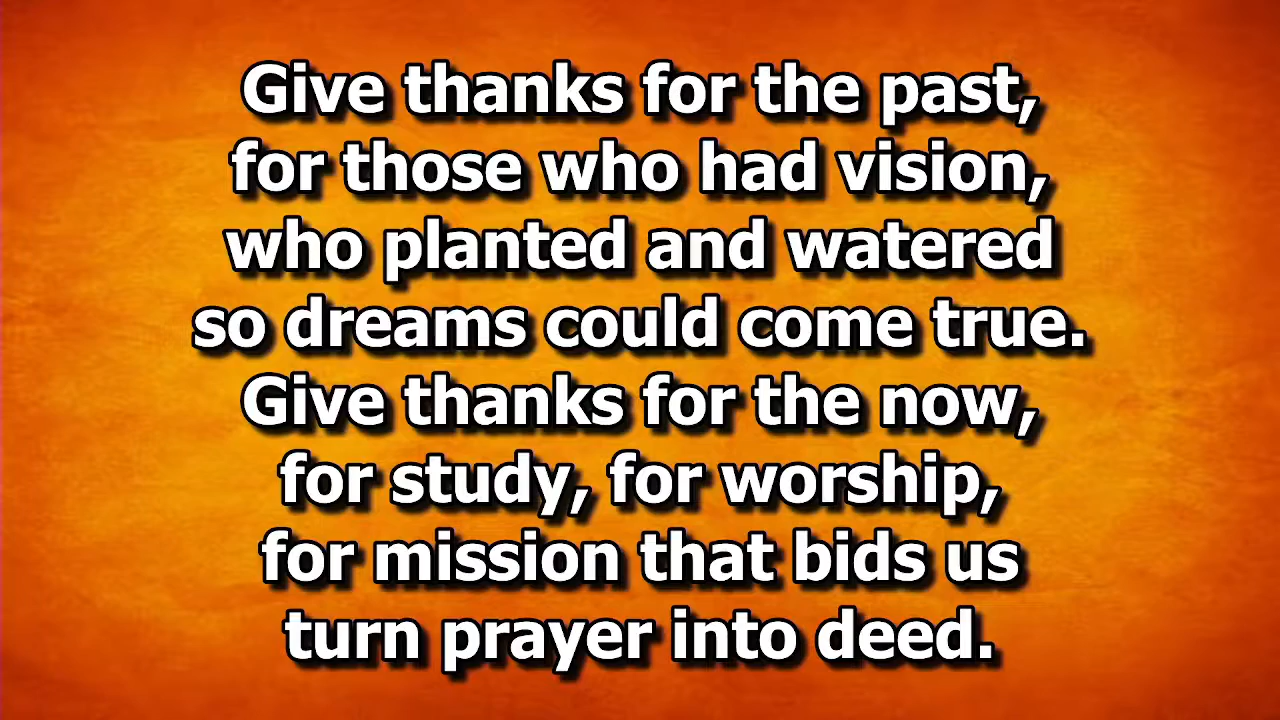 Give thanks for the past,
for those who had vision,
who planted and watered
so dreams could come true.
Give thanks for the now,
for study, for worship,
for mission that bids us
turn prayer into deed.